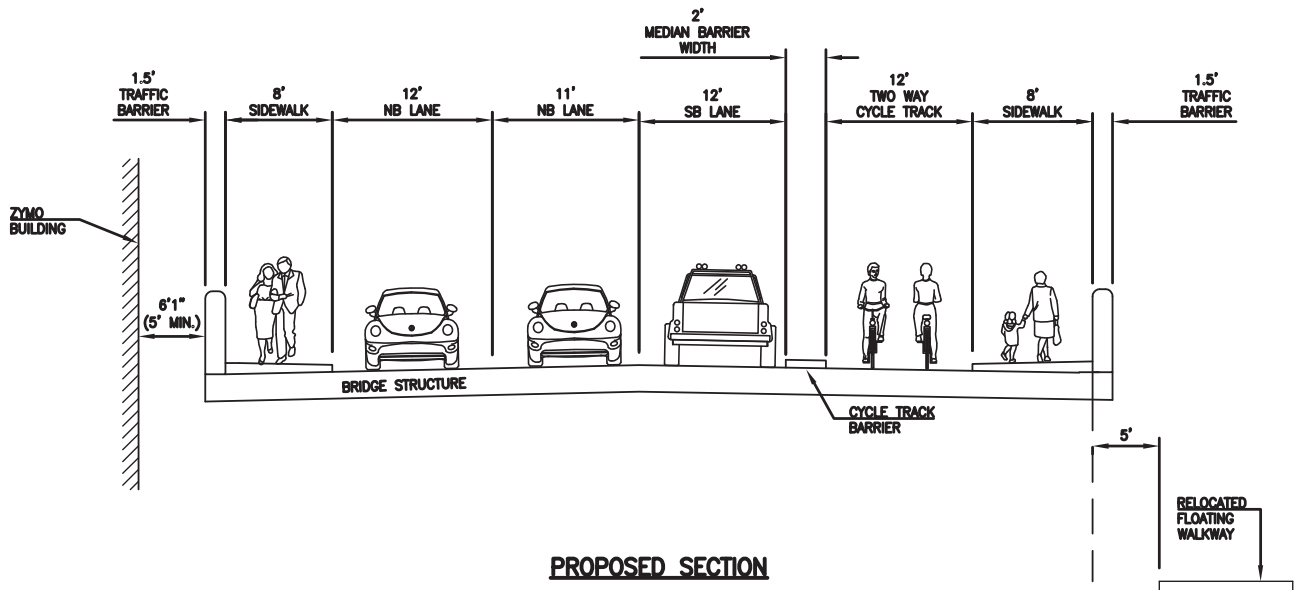 2'
MEDIAN BARRIER
WIDTH
1.5'
TRAFFIC
BARRIER
8'
SIDEWALK
12'
NB LANE
11'
NB LANE
12'
SB LANE
12'
TWO WAY
CYCLE TRACK
8'
SIDEWALK
1.5'
TRAFFIC
BARRIER
ZYMO
BUILDING
6'1"
(5' MIN.)
BRIDGE STRUCTURE
CYCLE TRACK
BARRIER
5'
RELOCATED
FLOATING
WALKWAY
PROPOSED SECTION